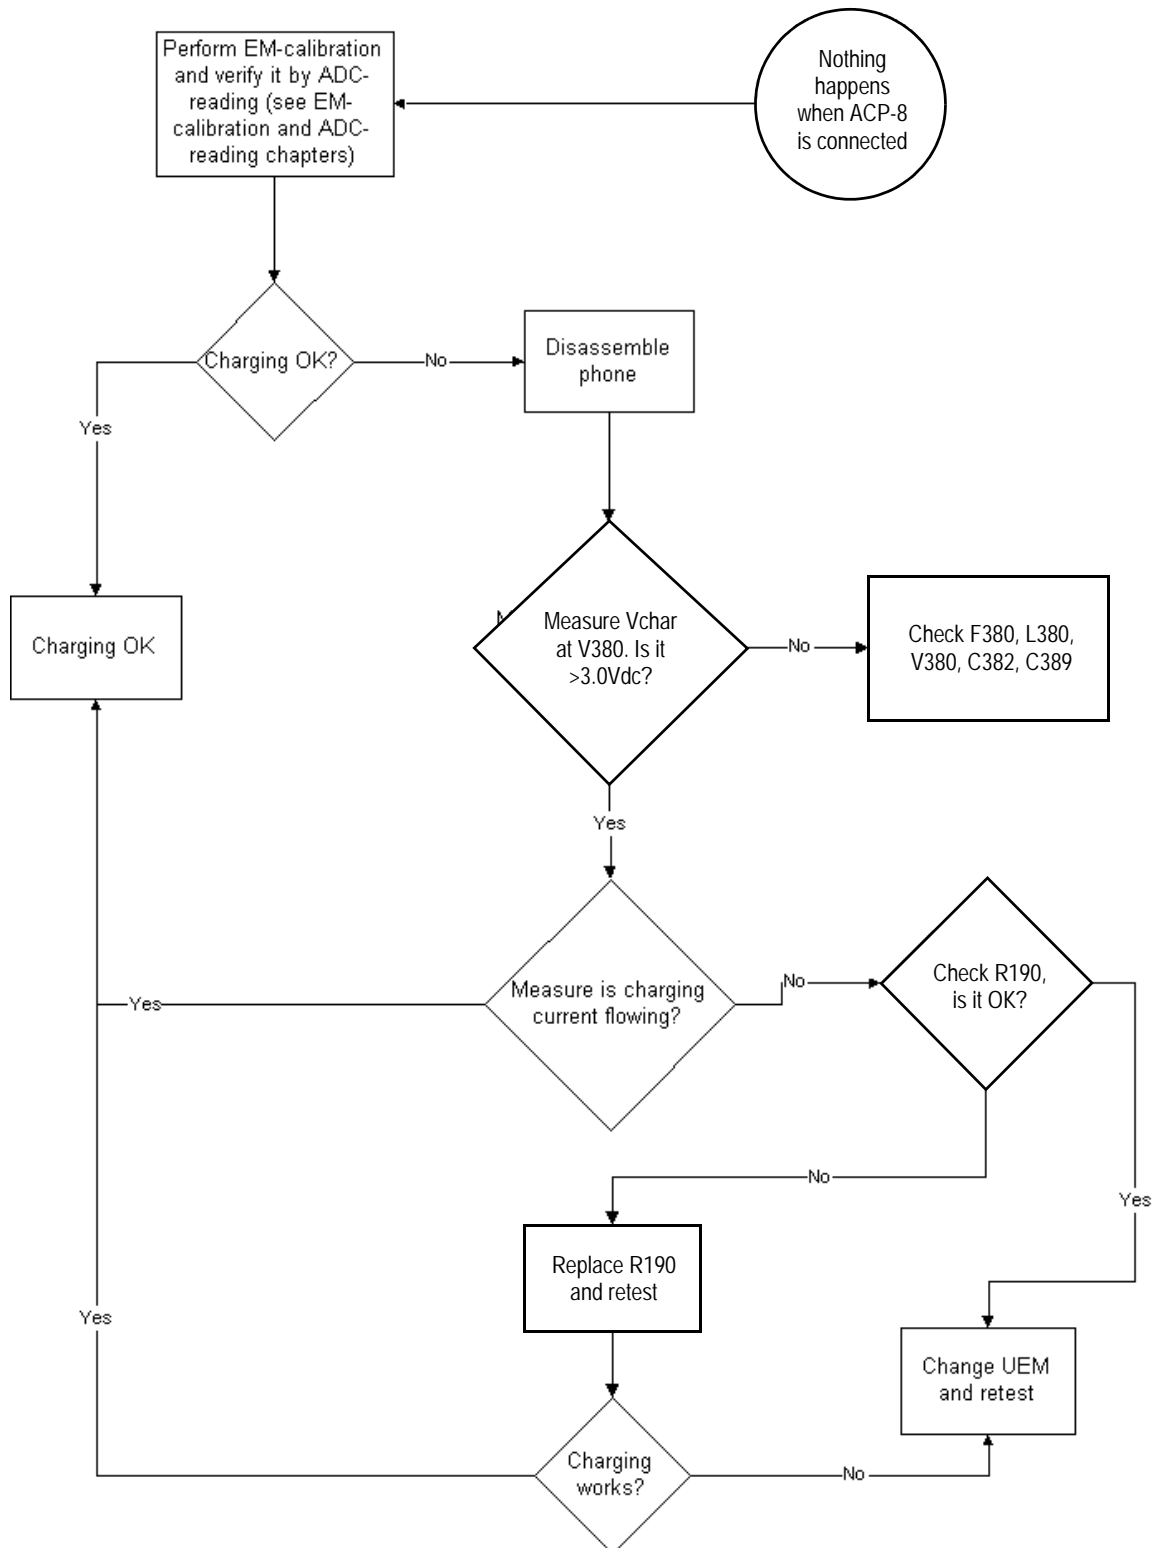 Perform EM-calibration
and verify it by ADC-
reading (see EM-
calibration and ADC-
reading chapters)
Nothing
happens
when ACP-8
is connected
Charging OK?
No
Disassemble
phone
Yes
Charging OK
Measure Vchar
at V380. Is it
>3.0Vdc?
No
Check F380, L380,
V380, C382, C389
Yes
Measure is charging
current flowing?
Yes
No
Check R190,
is it OK?
No
Yes
Replace R190
and retest
Yes
Change UEM
and retest
Charging
works?
No